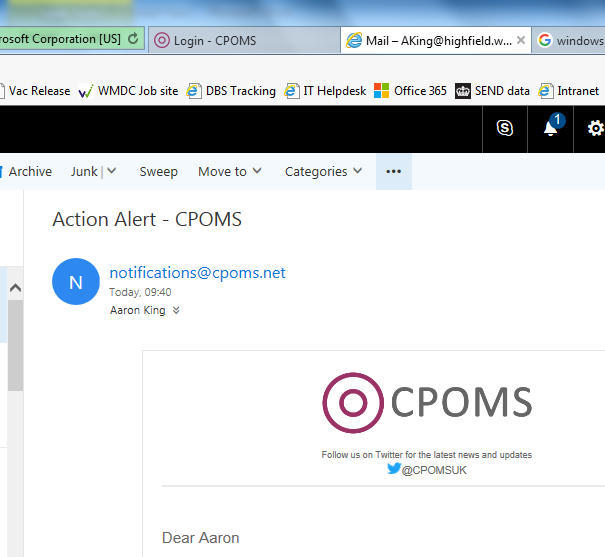 rosoft Corporation [US]
Login - CPOMS
Mail – AKing@highfield.w...
windows
Vac Release
WMDC Job site
DBS Tracking
IT Helpdesk
Office 365
SEND data
Intranet
1
Archive
Junk |
Sweep
Move to
Categories
...
Action Alert - CPOMS
N
notifications@cpoms.net
Today, 09:40
Aaron King
CPOMS
Follow us on Twitter for the latest news and updates
@CPOMSUK
Dear Aaron